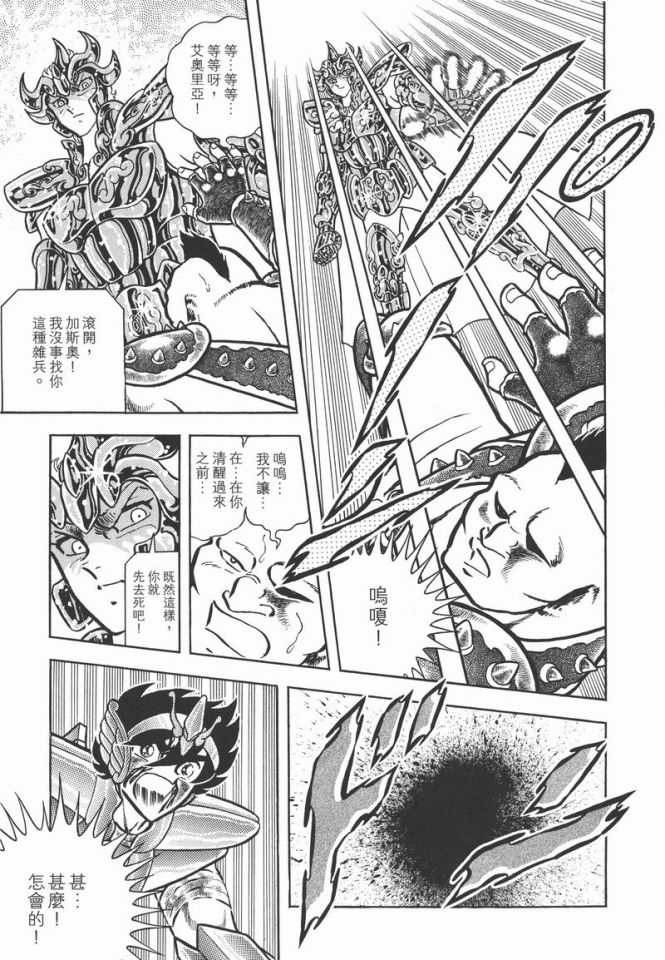 嗚嗄！
等…等等…
等等呀，
艾奧里亞！
滾開，
加斯奧！
我沒事找你
這種雜兵。
嗚嗚…
我不讓…
在…在你
清醒過來
之前…
既然這樣，
你就
先去死吧！
甚…
甚麼！
怎會的！